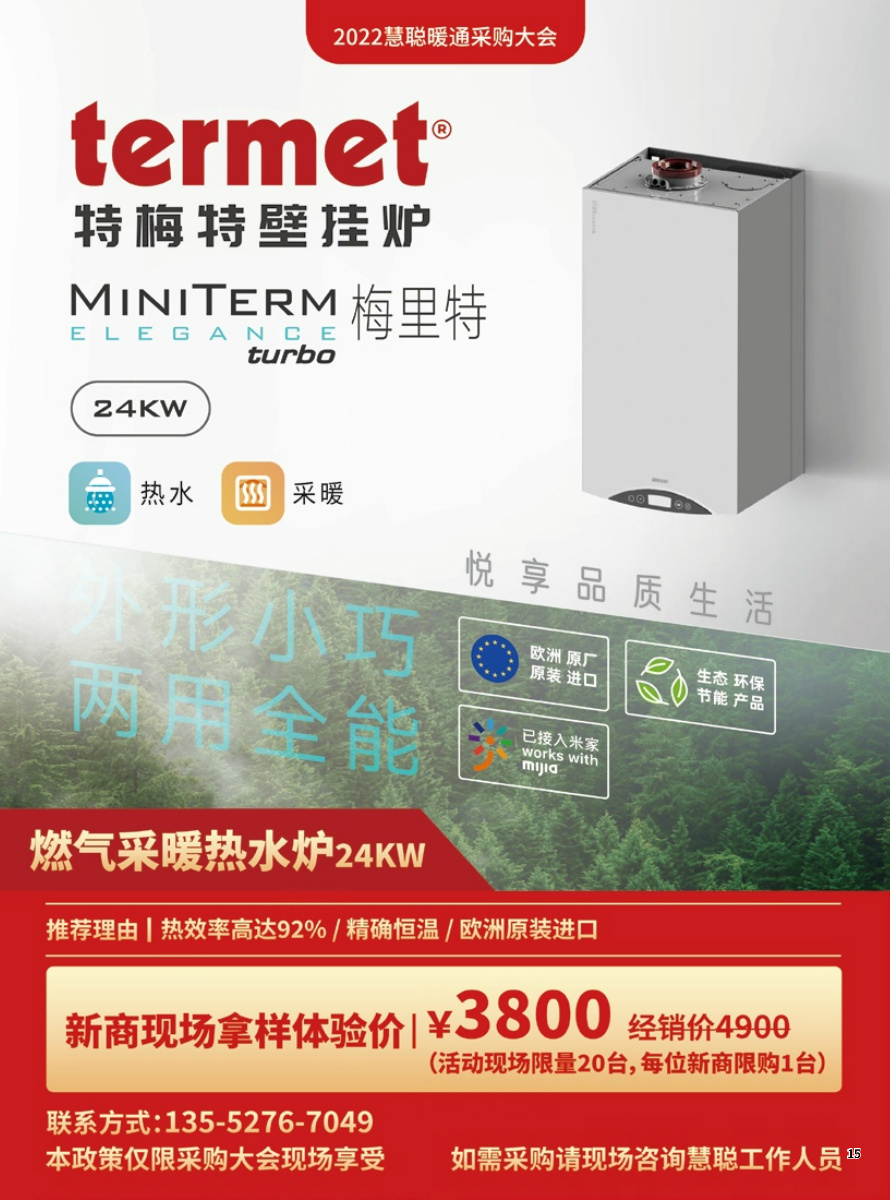 2022慧聪暖通采购大会
termet®
特梅特壁挂炉
MINITERM 梅里特
ELEGANCE
turbo
24KW
热水 采暖
悦享品质生活
外形小巧
两用全能
欧洲 原厂
原装 进口
生态 环保
节能 产品
已接入米家
works with
mijia
燃气采暖热水炉24KW
推荐理由 | 热效率高达92% / 精确恒温 / 欧洲原装进口
新商现场拿样体验价 | ¥3800 经销价4900
（活动现场限量20台，每位新商限购1台）
联系方式：135-5276-7049
本政策仅限采购大会现场享受 如需采购请现场咨询慧聪工作人员
15